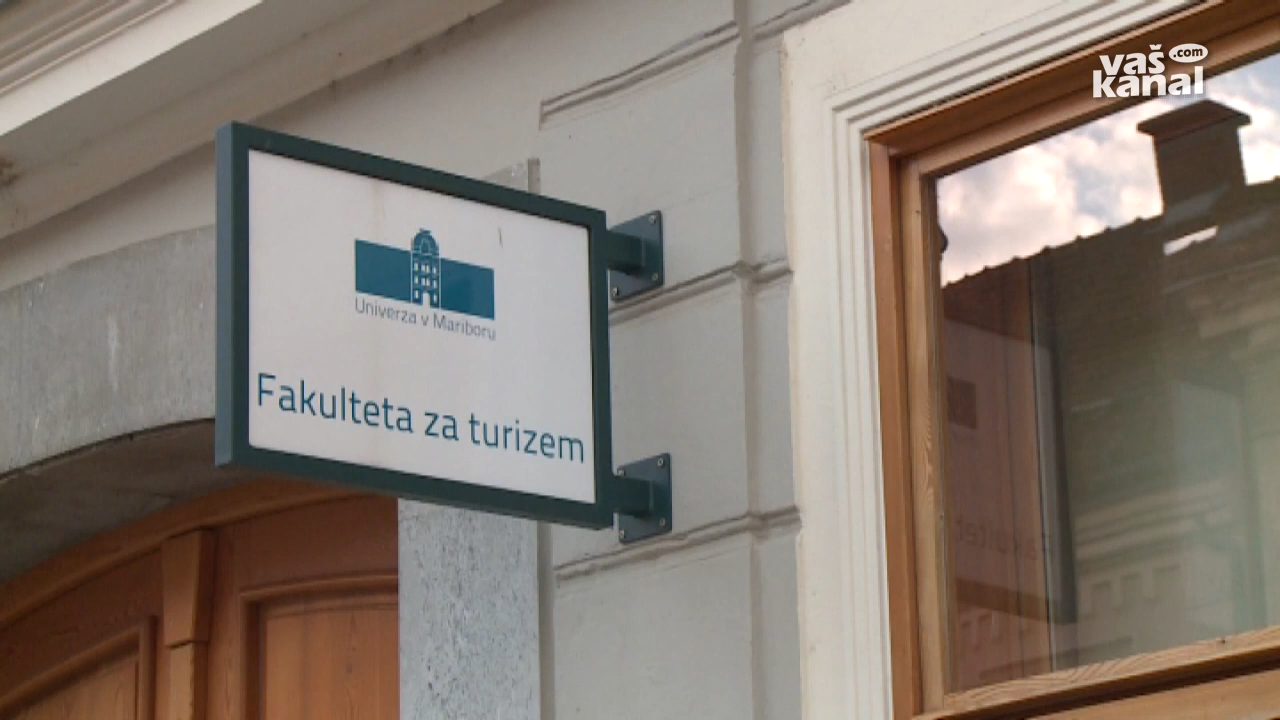 vaš
kanal
.com
Univerza v Mariboru
Fakulteta za turizem